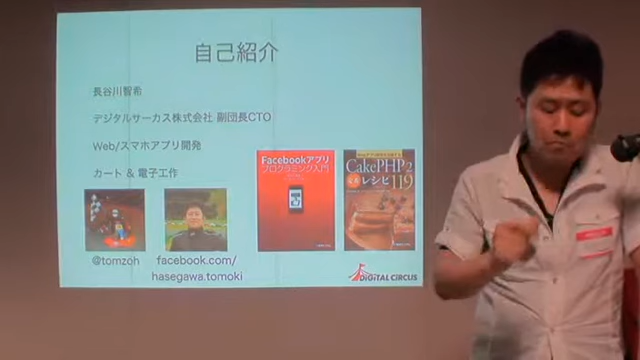 自己紹介
長谷川智希
デジタルサーカス株式会社 副団長CTO
Web/スマホアプリ開発
カート & 電子工作
Facebookアプリ
プログラミング入門
CakePHP2
レシピ119
@tomzoh
facebook.com/
hasegawa.tomoki
DIGITAL CIRCUS